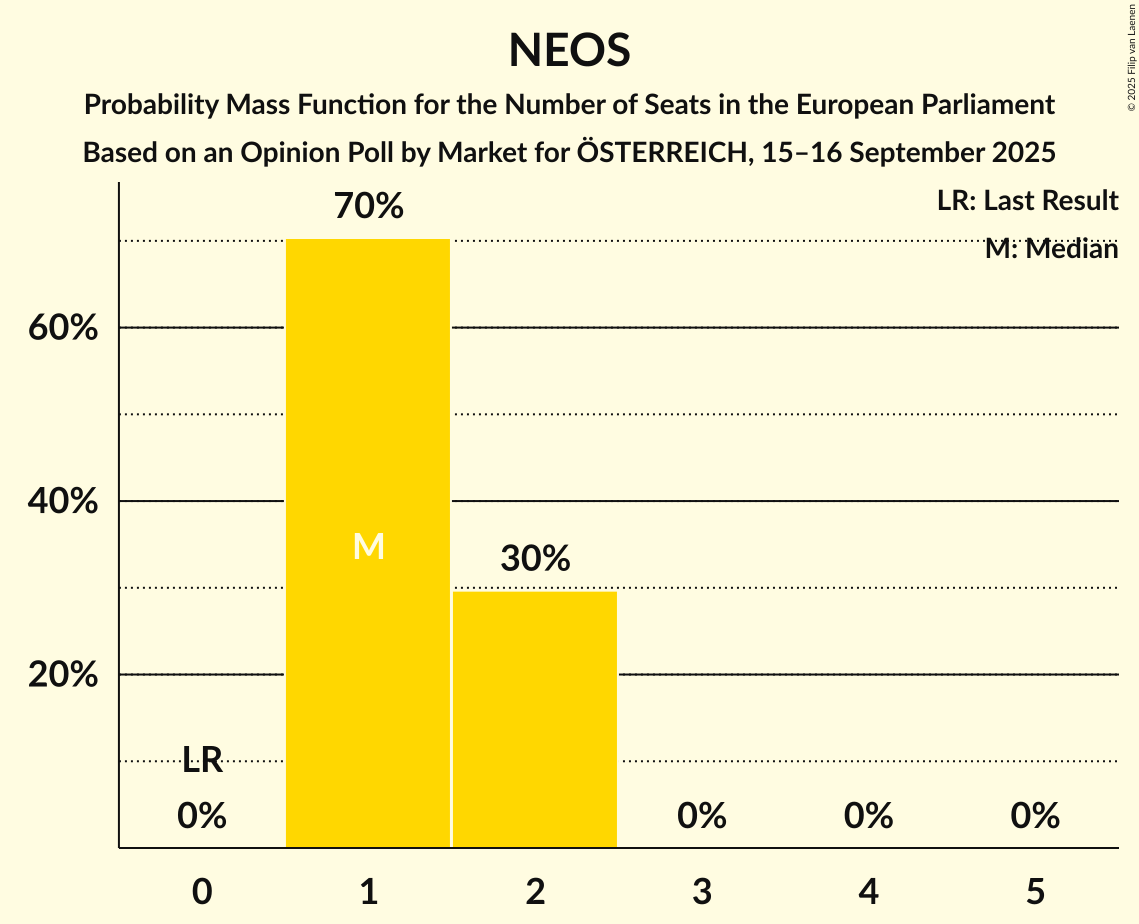 NEOS
Probability Mass Function for the Number of Seats in the European Parliament
Based on an Opinion Poll by Market for ÖSTERREICH, 15–16 September 2025
© 2025 Filip van Laenen
LR: Last Result
M: Median
70%
60%
40%
M
30%
20%
LR
0%
0%
0%
0%
0
1
2
3
4
5